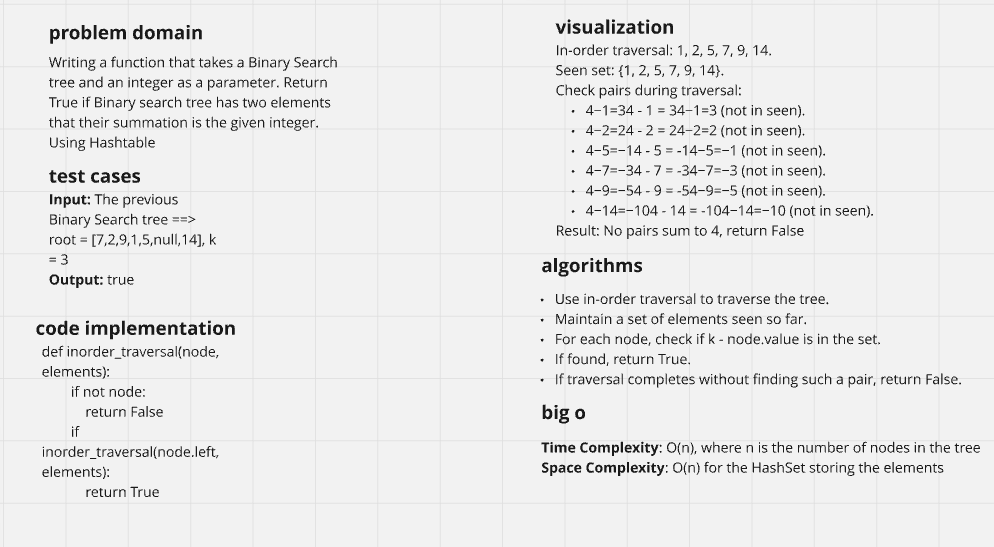 problem domain
Writing a function that takes a Binary Search
tree and an integer as a parameter. Return
True if Binary search tree has two elements
that their summation is the given integer.
Using Hashtable
test cases
Input: The previous
Binary Search tree ==>
root = [7,2,9,1,5,null,14], k
= 3
Output: true
code implementation
def inorder_traversal(node,
elements):
if not node:
return False
if
inorder_traversal(node.left,
elements):
return True
visualization
In-order traversal: 1, 2, 5, 7, 9, 14.
Seen set: {1, 2, 5, 7, 9, 14}.
Check pairs during traversal:
• 4−1=34 - 1 = 34−1=3 (not in seen).
• 4−2=24 - 2 = 24−2=2 (not in seen).
• 4−5=−14 - 5 = -14−5=−1 (not in seen).
• 4−7=−34 - 7 = -34−7=−3 (not in seen).
• 4−9=−54 - 9 = -54−9=−5 (not in seen).
• 4−14=−104 - 14 = -104−14=−10 (not in seen).
Result: No pairs sum to 4, return False
algorithms
• Use in-order traversal to traverse the tree.
• Maintain a set of elements seen so far.
• For each node, check if k - node.value is in the set.
• If found, return True.
• If traversal completes without finding such a pair, return False.
big o
Time Complexity: O(n), where n is the number of nodes in the tree
Space Complexity: O(n) for the HashSet storing the elements